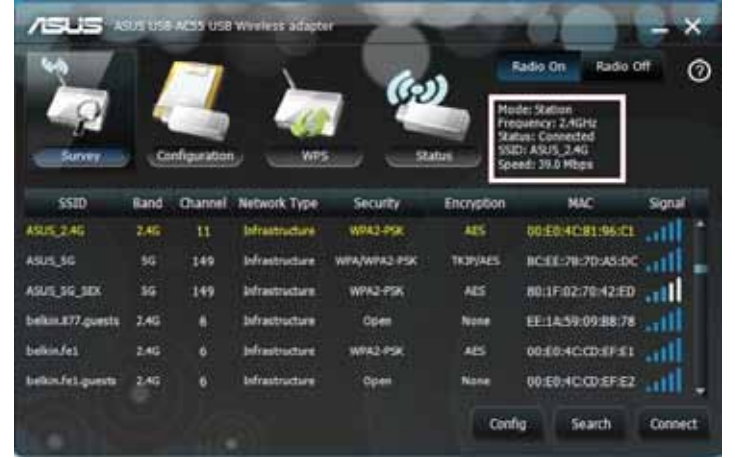 ASUS ASUS USB-AC55 USB Wireless adapter
Radio On Radio Off
Mode: Station
Frequency: 2.4GHz
Status: Connected
SSID: ASUS_2.4G
Speed: 39.0 Mbps
Survey Configuration WPS Status
SSID Band Channel Network Type Security Encryption MAC Signal
ASUS_2.4G 2.4G 11 Infrastructure WPA2-PSK AES 00:E0:4C:81:96:C1
ASUS_5G 5G 149 Infrastructure WPA/WPA2-PSK TKIP/AES BC:EE:7B:7D:A5:DC
ASUS_5G_SEX 5G 149 Infrastructure WPA2-PSK AES 80:1F:02:70:42:ED
belkin.877.guests 2.4G 6 Infrastructure Open None EE:1A:59:09:B8:78
belkin.fe1 2.4G 6 Infrastructure WPA2-PSK AES 00:E0:4C:CD:EF:E1
belkin.fe1.guests 2.4G 6 Infrastructure Open None 00:E0:4C:CD:EF:E2
Config Search Connect